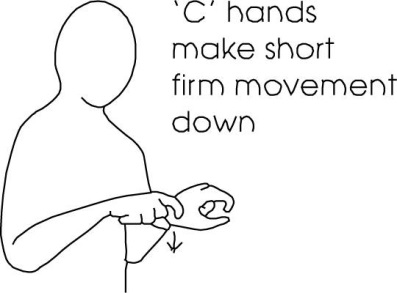 'C' hands
make short
firm movement
down